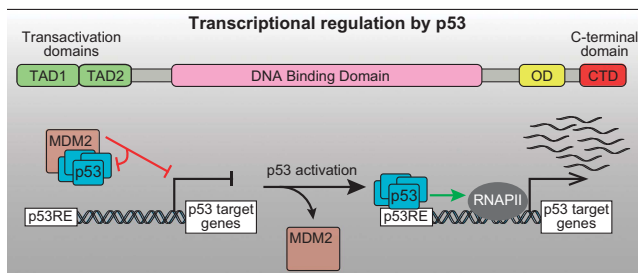 Transcriptional regulation by p53
Transactivation
domains
C-terminal
domain
TAD1 TAD2 DNA Binding Domain OD CTD
MDM2
p53
p53RE
p53 target
genes
p53 activation
MDM2
p53
p53RE
RNAPII
p53 target
genes